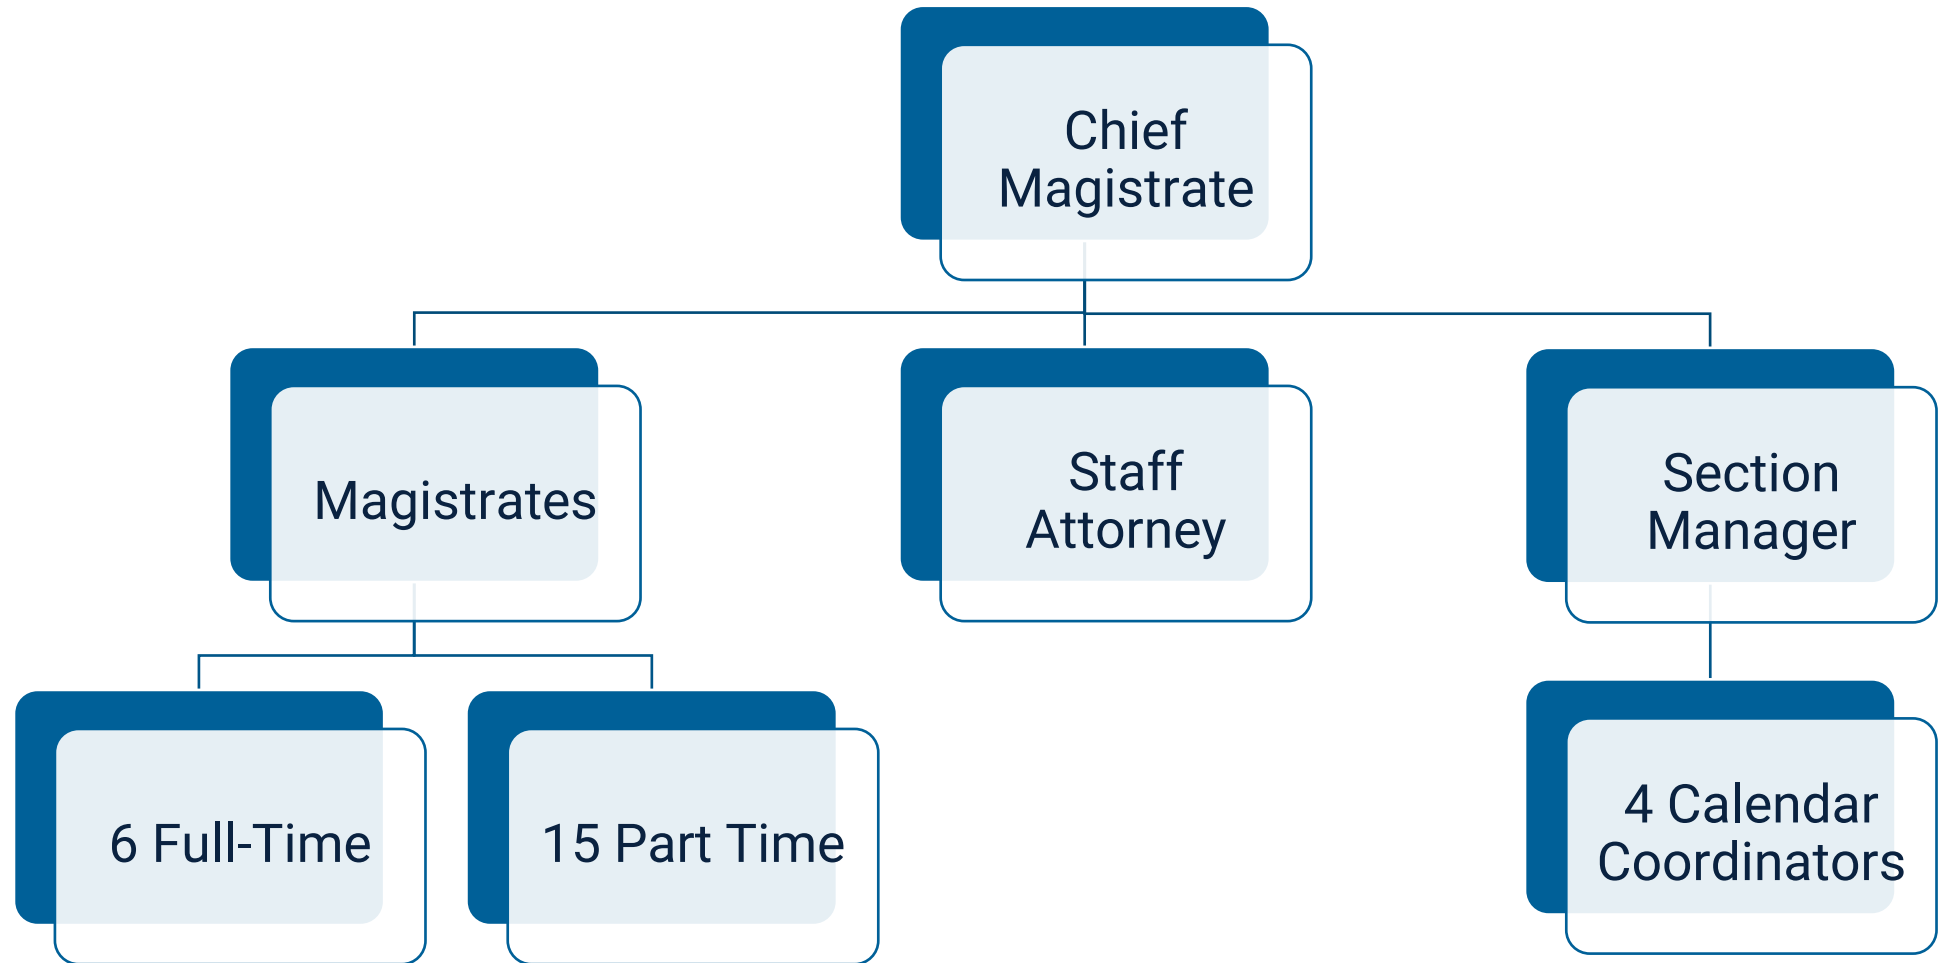 Chief
Magistrate
Magistrates
Staff
Attorney
Section
Manager
6 Full-Time
15 Part Time
4 Calendar
Coordinators